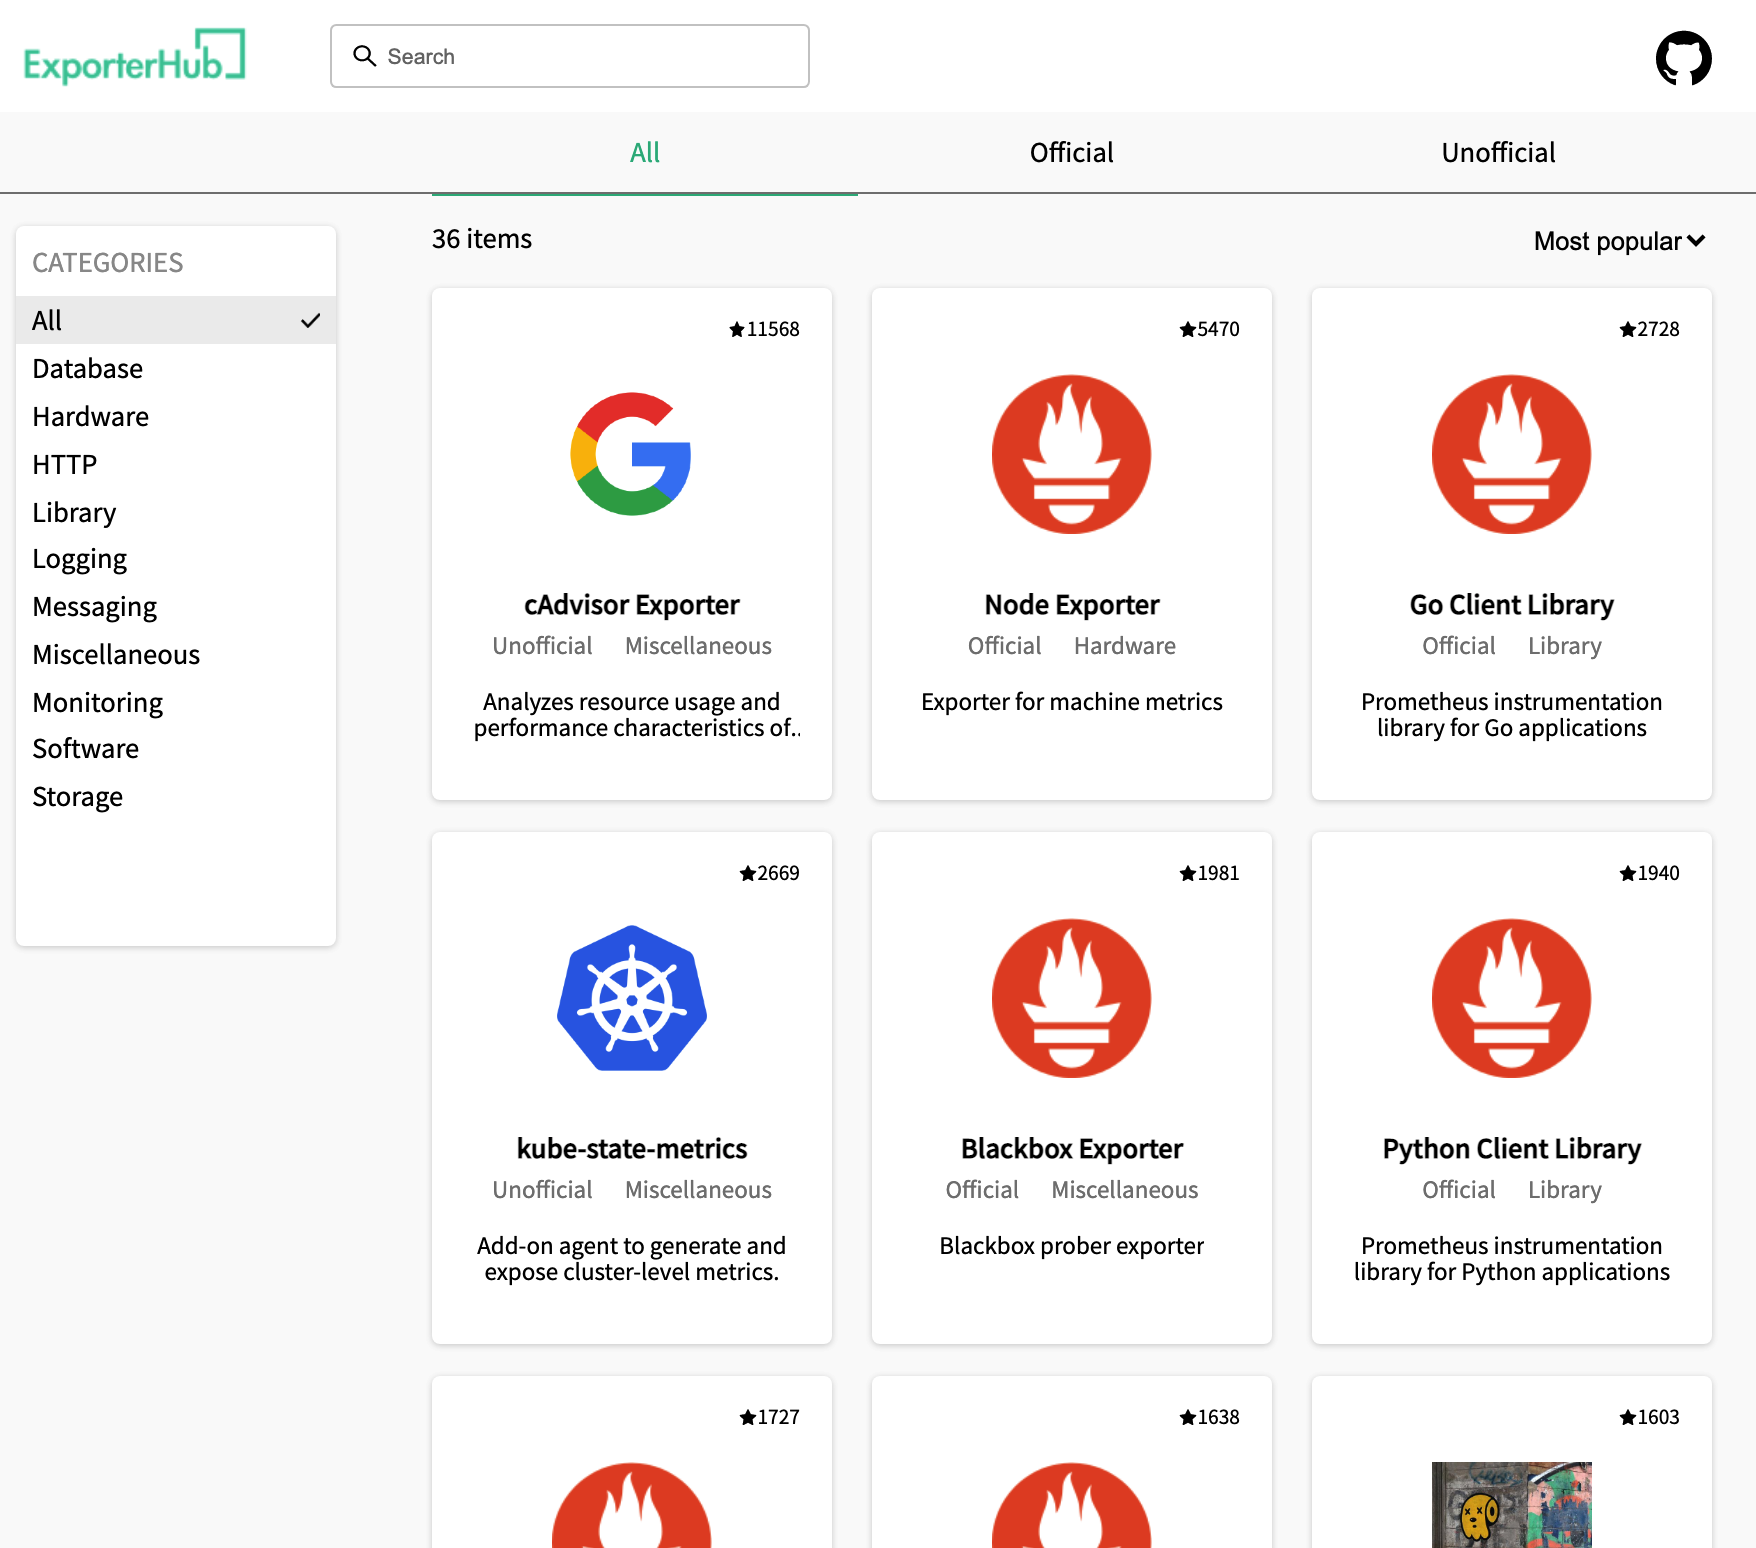 ExporterHub
Search
All
Official
Unofficial
CATEGORIES
All
Database
Hardware
HTTP
Library
Logging
Messaging
Miscellaneous
Monitoring
Software
Storage
36 items
Most popular
11568
cAdvisor Exporter
Unofficial Miscellaneous
Analyzes resource usage and
performance characteristics of..
5470
Node Exporter
Official Hardware
Exporter for machine metrics
2728
Go Client Library
Official Library
Prometheus instrumentation
library for Go applications
2669
kube-state-metrics
Unofficial Miscellaneous
Add-on agent to generate and
expose cluster-level metrics.
1981
Blackbox Exporter
Official Miscellaneous
Blackbox prober exporter
1940
Python Client Library
Official Library
Prometheus instrumentation
library for Python applications
1727
1638
1603